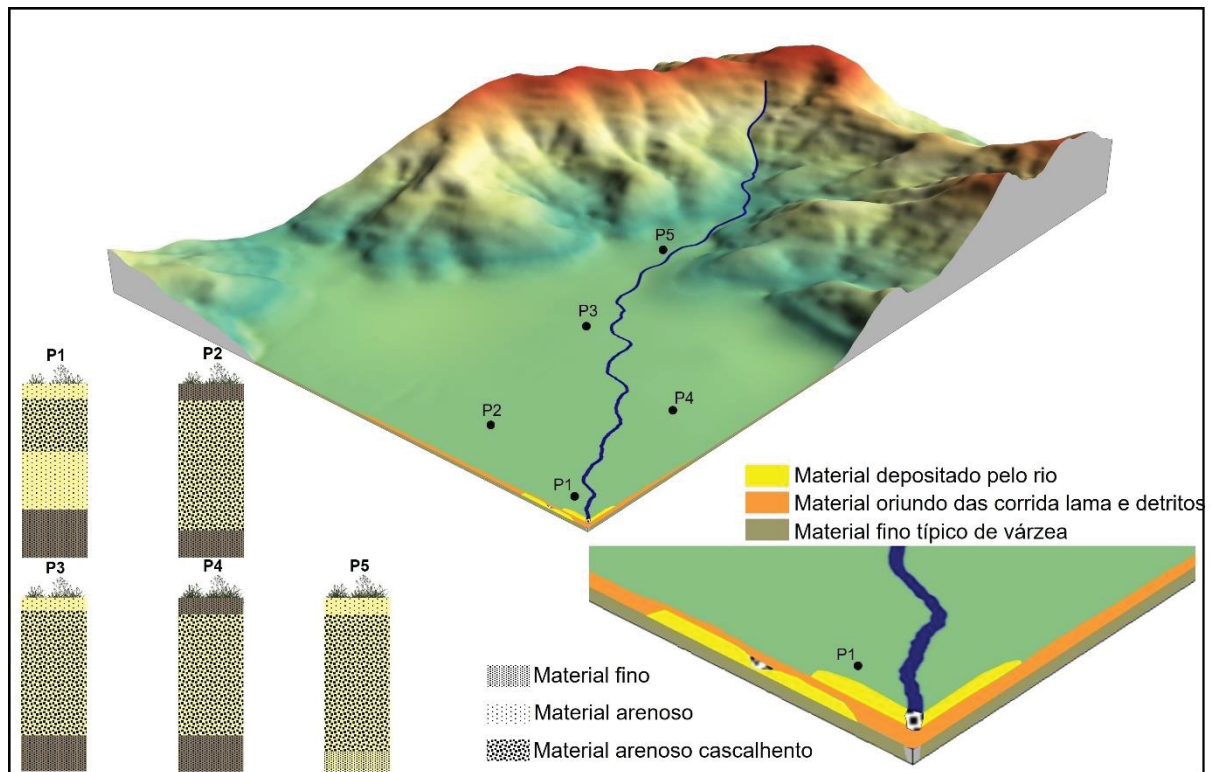 P5
P3
P4
P2
P1
P1
P2
P3
P4
P5
Material fino
Material arenoso
Material arenoso cascalhento
Material depositado pelo rio
Material oriundo das corrida lama e detritos
Material fino típico de várzea
P1